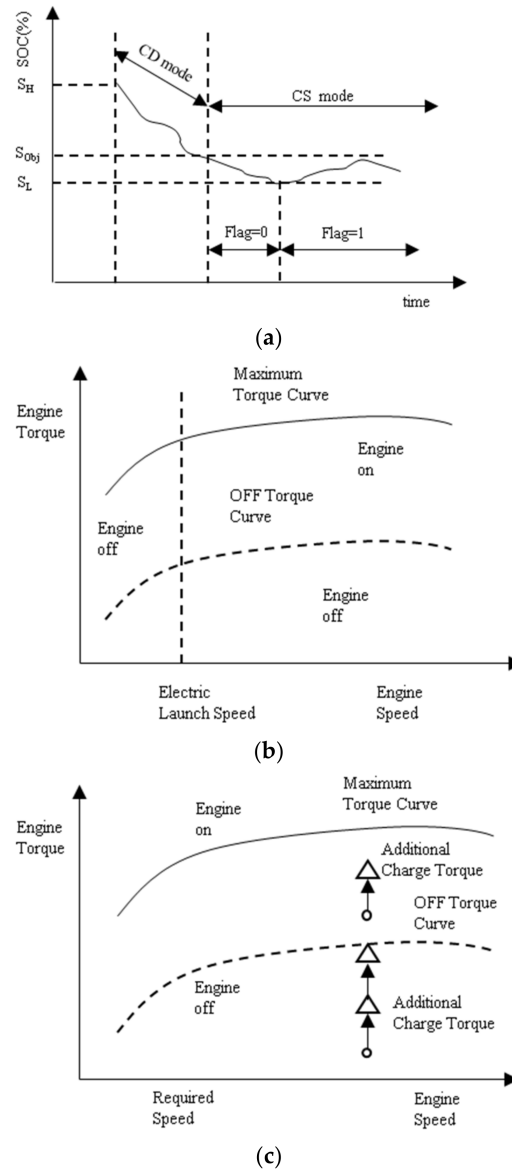 SOC(%)
CD mode
S_H
CS mode
S_Obj
S_L
Flag=0
Flag=1
time
(a)
Maximum
Torque Curve
Engine
Torque
Engine
on
OFF Torque
Curve
Engine
off
Engine
off
Electric
Launch Speed
Engine
Speed
(b)
Maximum
Torque Curve
Engine
Torque
Engine
on
Additional
Charge Torque
OFF Torque
Curve
Engine
off
Additional
Charge Torque
Required
Speed
Engine
Speed
(c)